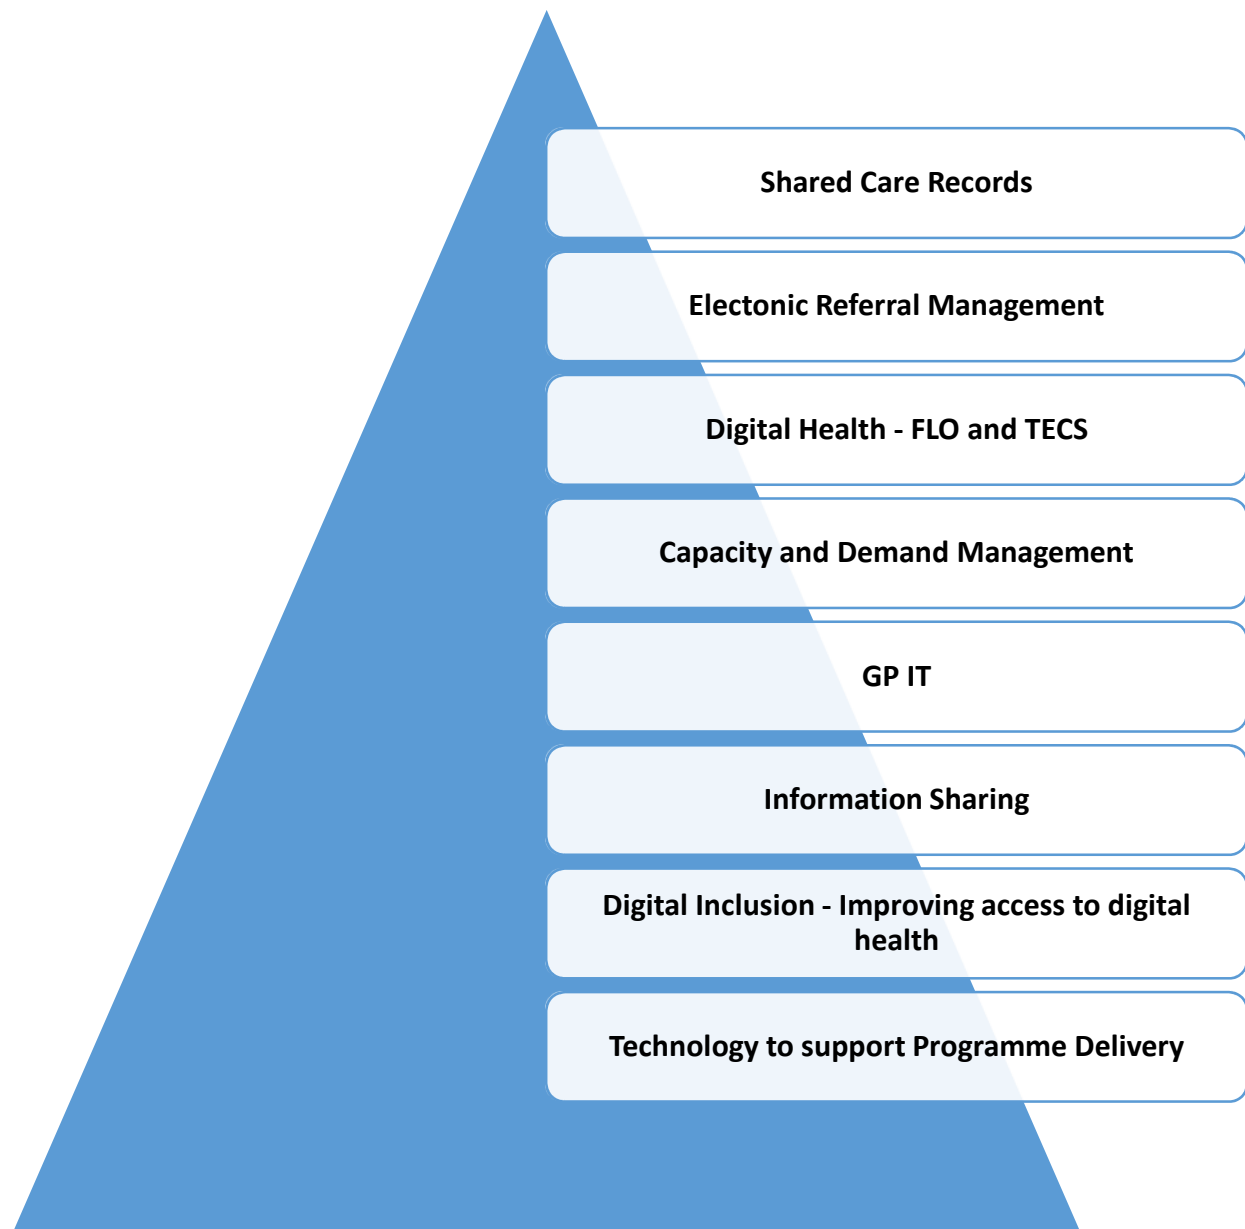 Shared Care Records
Electonic Referral Management
Digital Health - FLO and TECS
Capacity and Demand Management
GP IT
Information Sharing
Digital Inclusion - Improving access to digital
health
Technology to support Programme Delivery